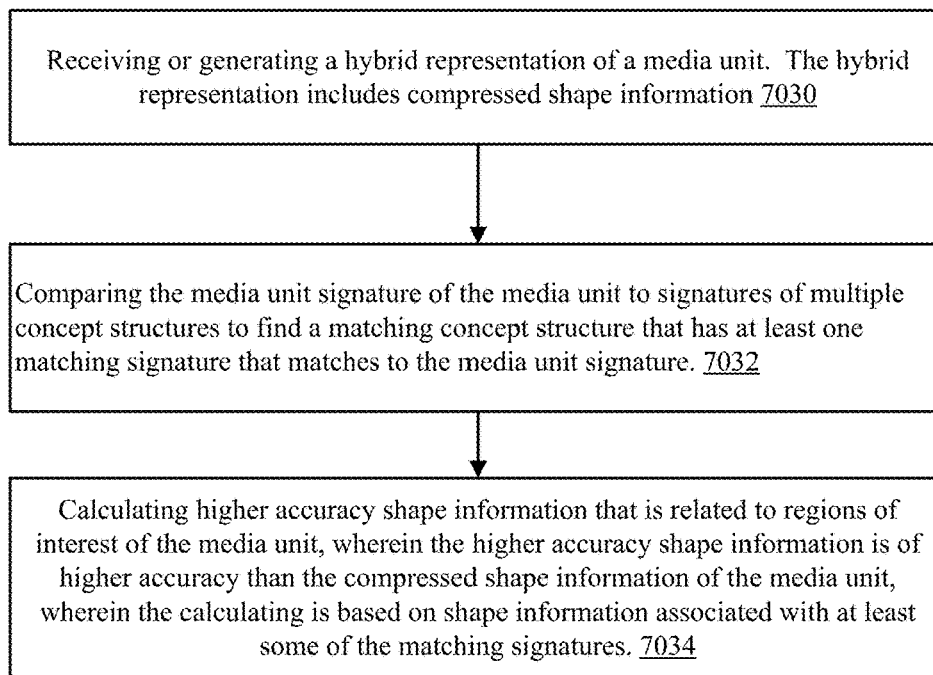 Receiving or generating a hybrid representation of a media unit.  The hybrid
representation includes compressed shape information 7030
Comparing the media unit signature of the media unit to signatures of multiple
concept structures to find a matching concept structure that has at least one
matching signature that matches to the media unit signature. 7032
Calculating higher accuracy shape information that is related to regions of
interest of the media unit, wherein the higher accuracy shape information is of
higher accuracy than the compressed shape information of the media unit,
wherein the calculating is based on shape information associated with at least
some of the matching signatures. 7034